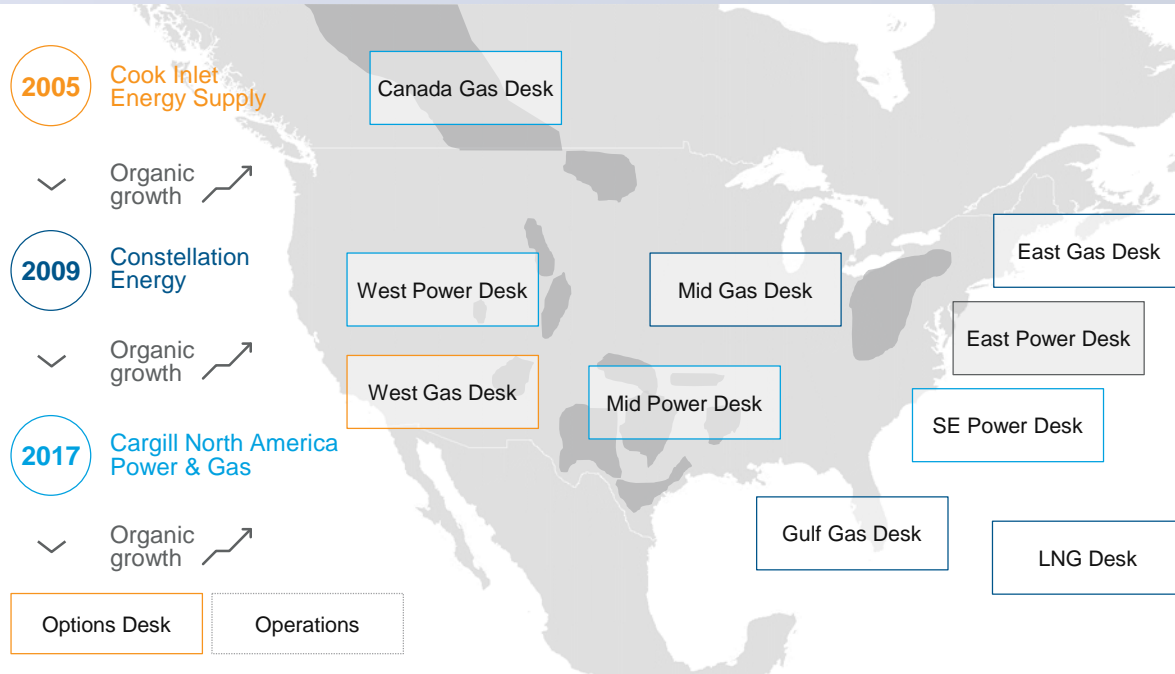 2005
Cook Inlet
Energy Supply
Organic
growth
2009
Constellation
Energy
Organic
growth
2017
Cargill North America
Power & Gas
Organic
growth
Options Desk
Operations
Canada Gas Desk
West Power Desk
Mid Gas Desk
East Gas Desk
East Power Desk
West Gas Desk
Mid Power Desk
SE Power Desk
Gulf Gas Desk
LNG Desk